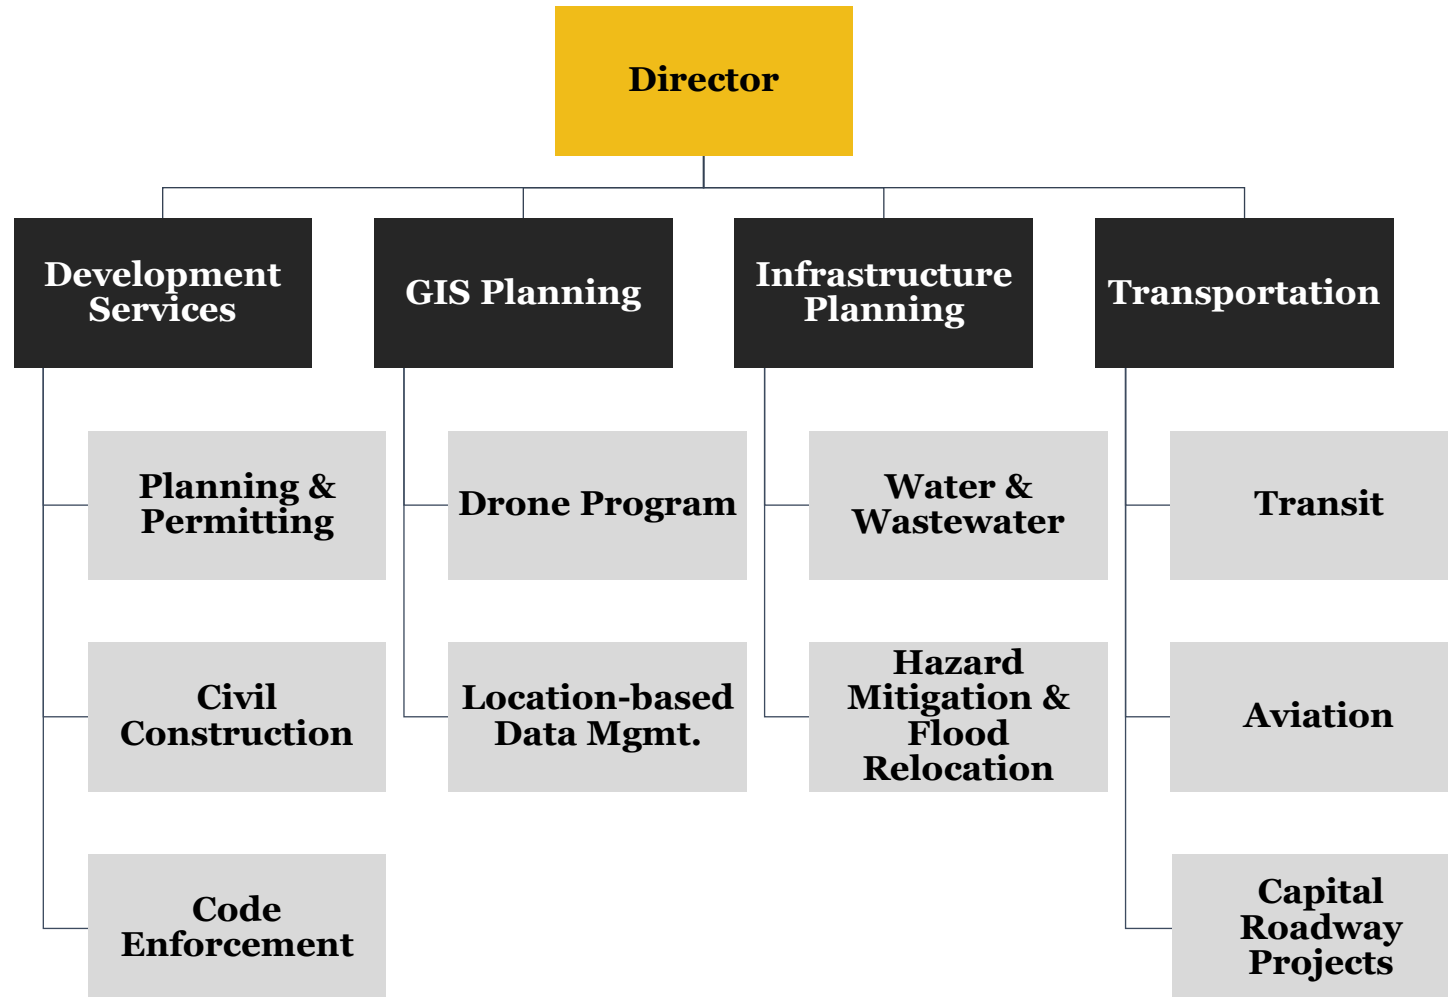 Director
Development
Services
GIS Planning
Infrastructure
Planning
Transportation
Planning &
Permitting
Drone Program
Water &
Wastewater
Transit
Civil
Construction
Location-based
Data Mgmt.
Hazard
Mitigation &
Flood
Relocation
Aviation
Code
Enforcement
Capital
Roadway
Projects